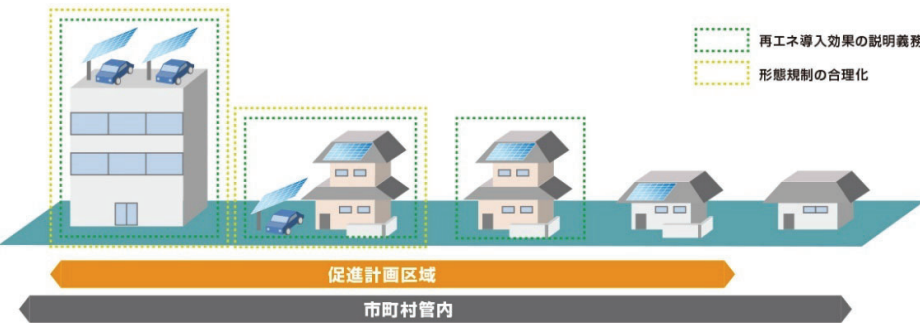 再エネ導入効果の説明義務
形態規制の合理化
促進計画区域
市町村管内